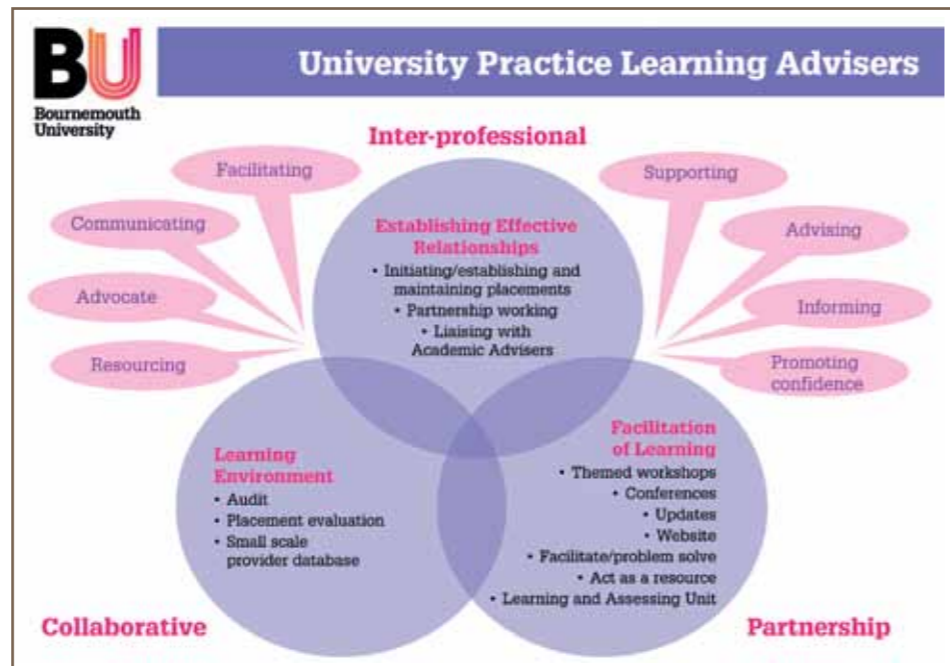 BU
Bournemouth
University
University Practice Learning Advisers
Inter-professional
Facilitating
Communicating
Advocate
Resourcing
Supporting
Advising
Informing
Promoting
confidence
Establishing Effective
Relationships
• Initiating/establishing and
maintaining placements
• Partnership working
• Liaising with
Academic Advisers
Learning
Environment
• Audit
• Placement evaluation
• Small scale
provider database
Facilitation
of Learning
• Themed workshops
• Conferences
• Updates
• Website
• Facilitate/problem solve
• Act as a resource
• Learning and Assessing Unit
Collaborative
Partnership